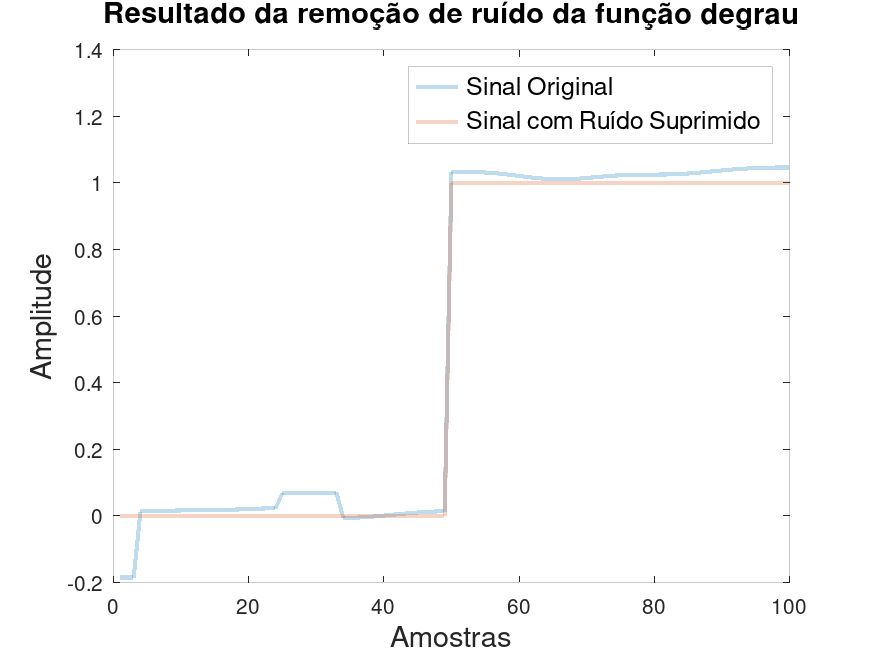 Resultado da remoção de ruído da função degrau
1.4
1.2
1
0.8
0.6
0.4
0.2
0
-0.2
Amplitude
Sinal Original
Sinal com Ruído Suprimido
0 20 40 60 80 100
Amostras